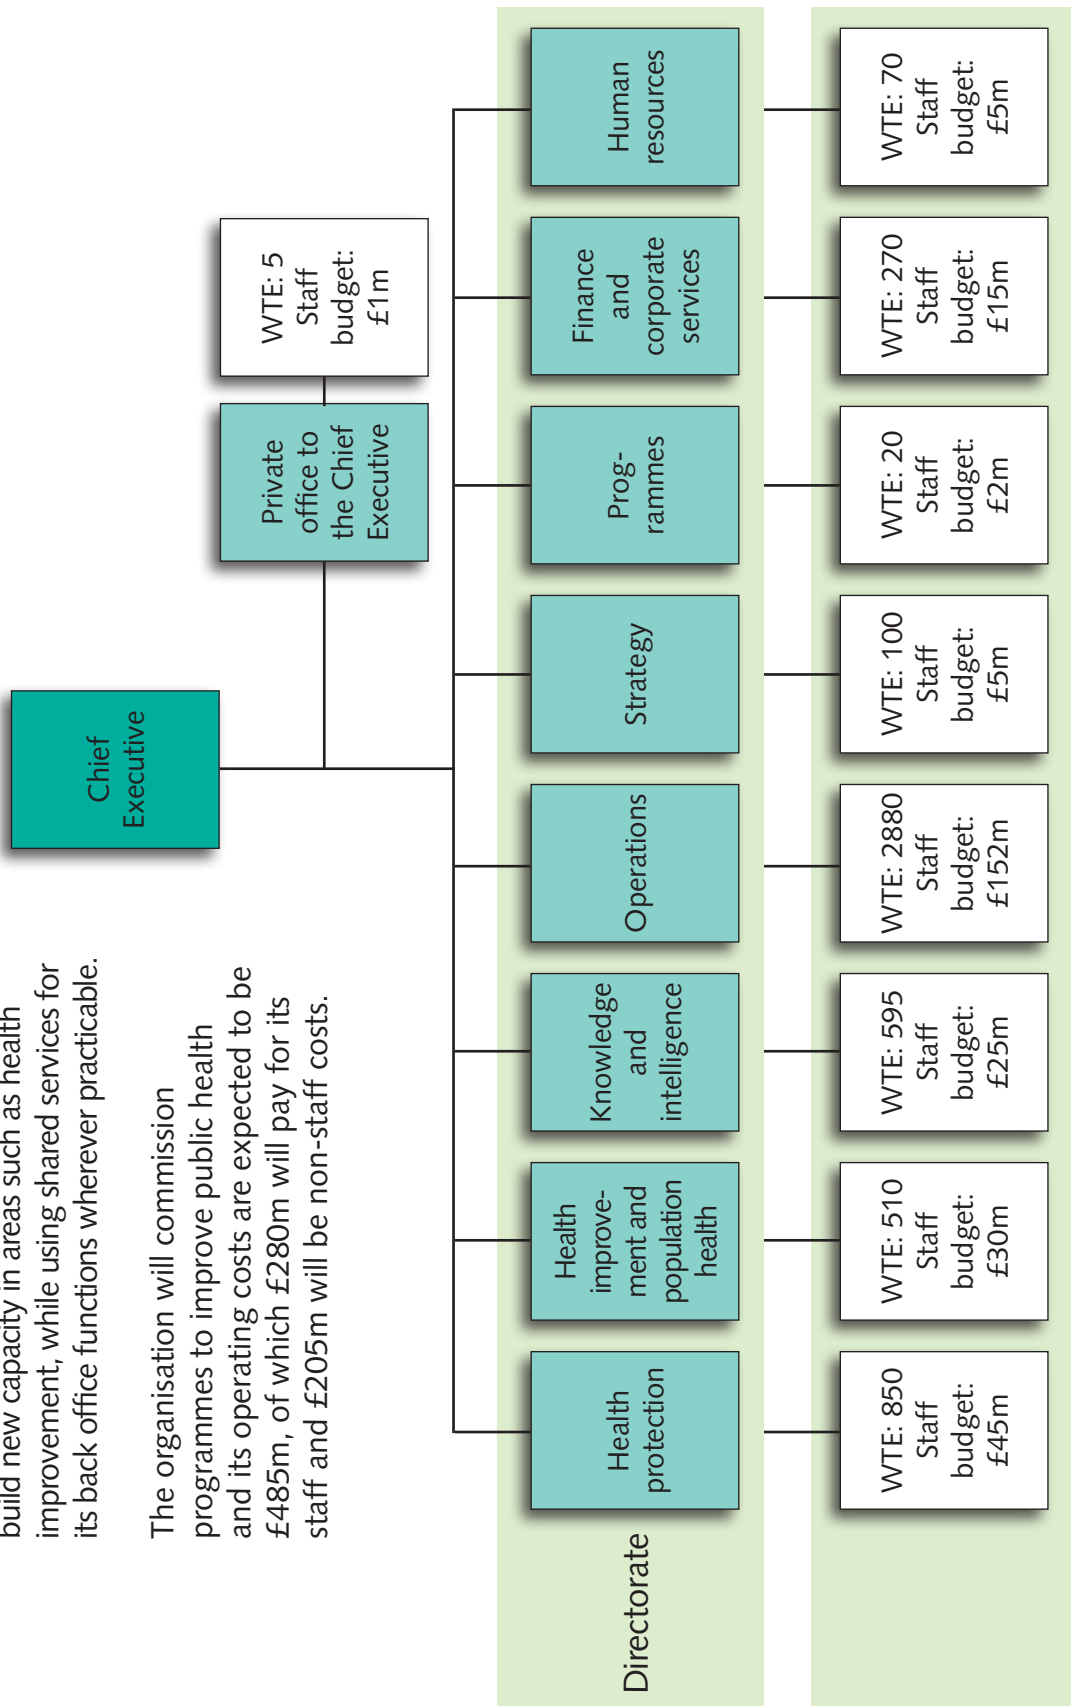 build new capacity in areas such as health
improvement, while using shared services for
its back office functions wherever practicable.
The organisation will commission
programmes to improve public health
and its operating costs are expected to be
£485m, of which £280m will pay for its
staff and £205m will be non-staff costs.
Chief
Executive
Private
office to
the Chief
Executive
WTE: 5
Staff
budget:
£1m
Directorate
Health
protection
Health
improve-
ment and
population
health
Knowledge
and
intelligence
Operations
Strategy
Prog-
rammes
Finance
and
corporate
services
Human
resources
WTE: 850
Staff
budget:
£45m
WTE: 510
Staff
budget:
£30m
WTE: 595
Staff
budget:
£25m
WTE: 2880
Staff
budget:
£152m
WTE: 100
Staff
budget:
£5m
WTE: 20
Staff
budget:
£2m
WTE: 270
Staff
budget:
£15m
WTE: 70
Staff
budget:
£5m